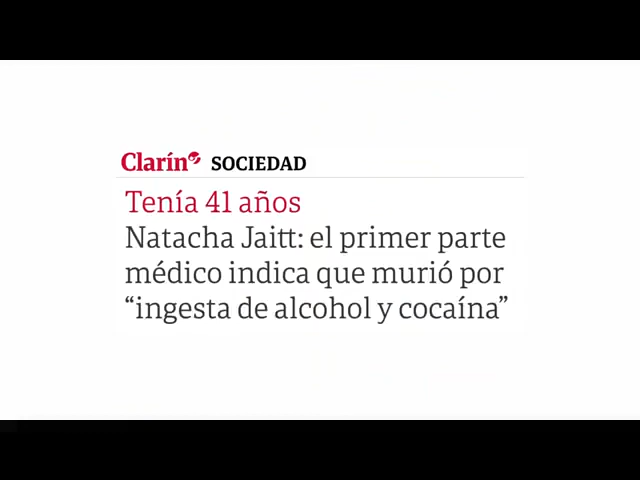 Clarín SOCIEDAD
Tenía 41 años
Natacha Jaitt: el primer parte
médico indica que murió por
“ingesta de alcohol y cocaína”